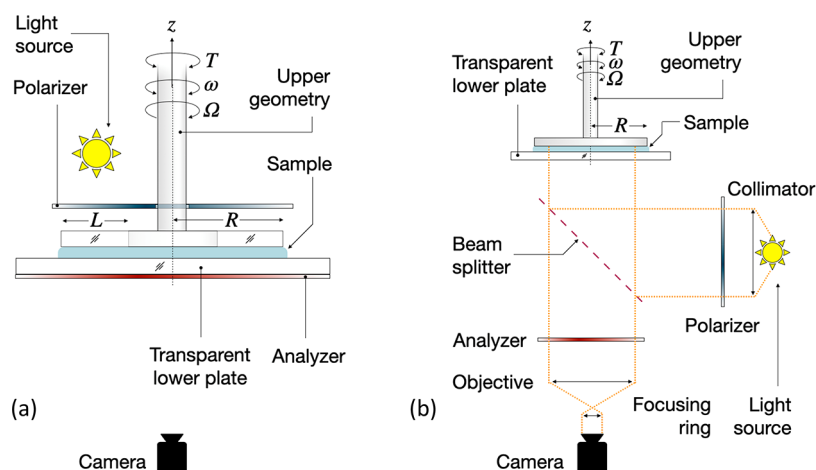 Light
source
Polarizer
z
T
ω
Ω
Upper
geometry
Sample
L
R
Transparent
lower plate
Analyzer
(a)
Camera
z
T
ω
Ω
Upper
geometry
Transparent
lower plate
R
Sample
Collimator
Beam
splitter
Polarizer
Analyzer
Objective
Focusing
ring
Light
source
(b)
Camera